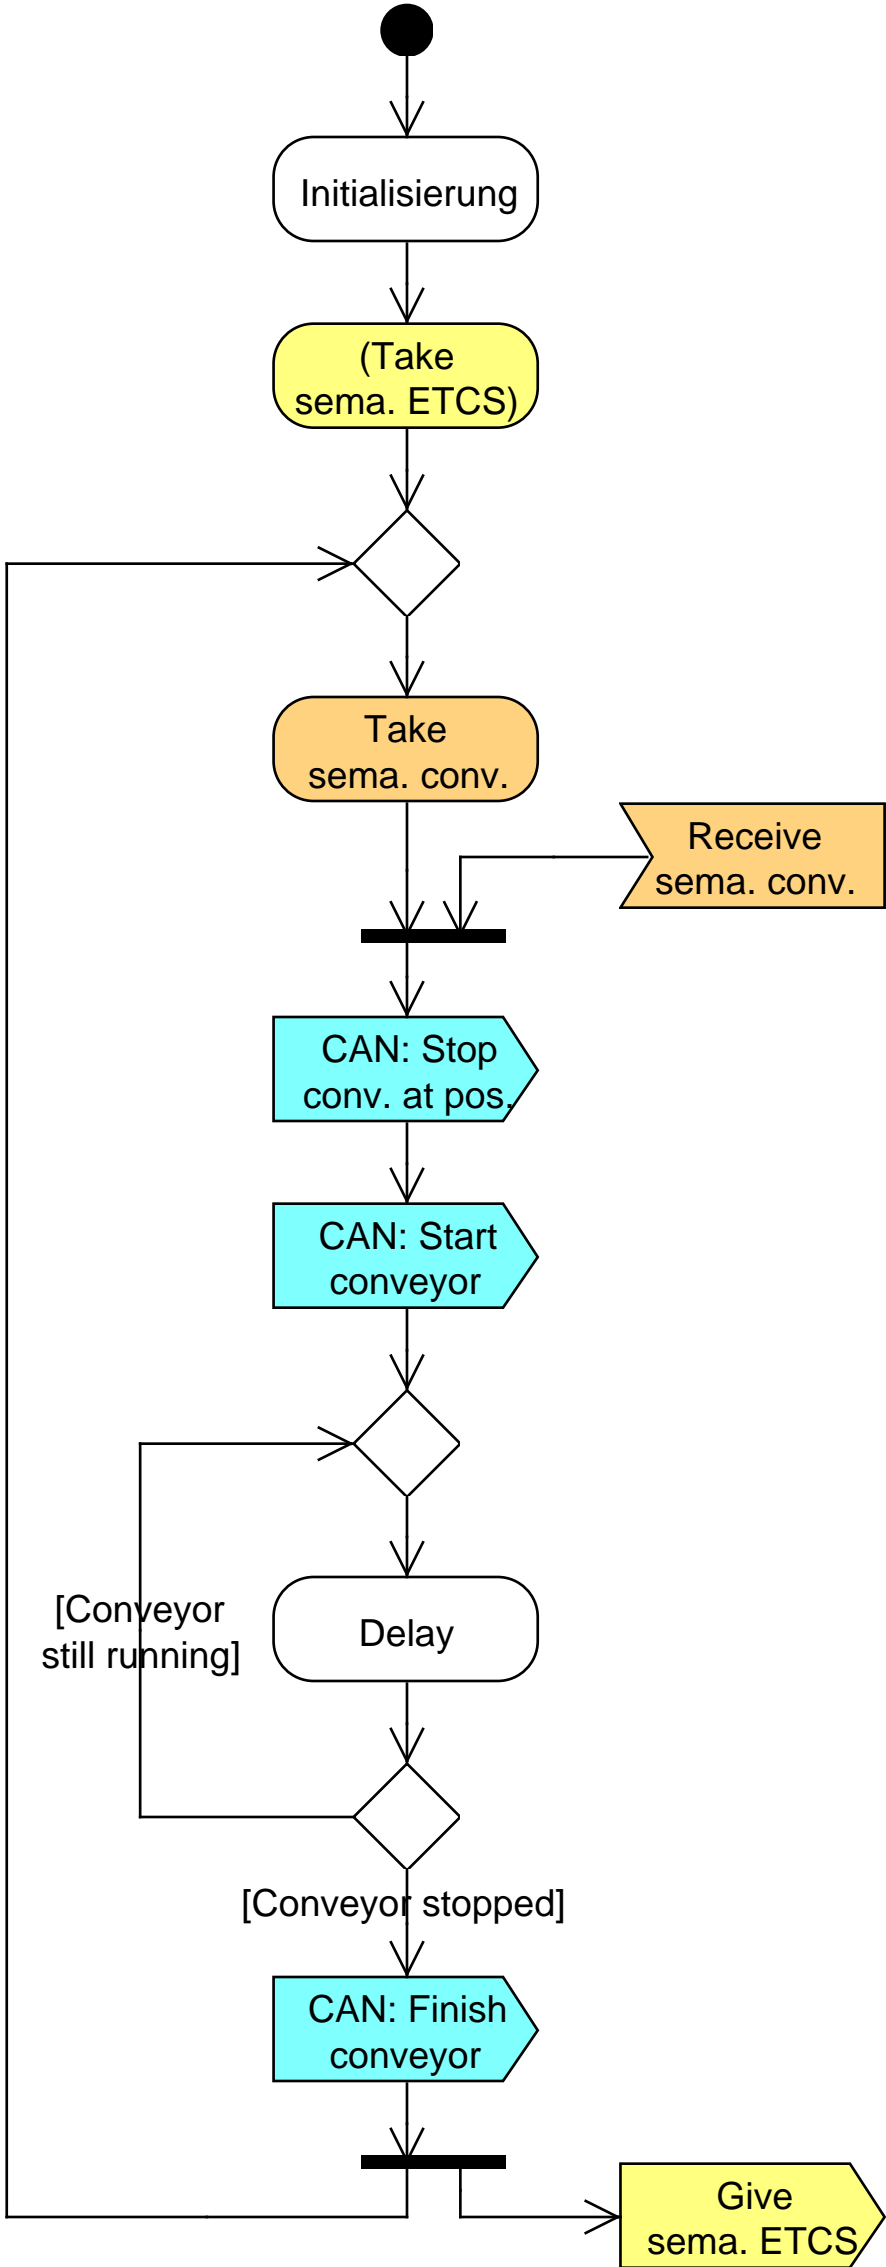 Initialisierung
(Take
sema. ETCS)
Take
sema. conv.
Receive
sema. conv.
CAN: Stop
conv. at pos.
CAN: Start
conveyor
[Conveyor
still running]
Delay
[Conveyor stopped]
CAN: Finish
conveyor
Give
sema. ETCS